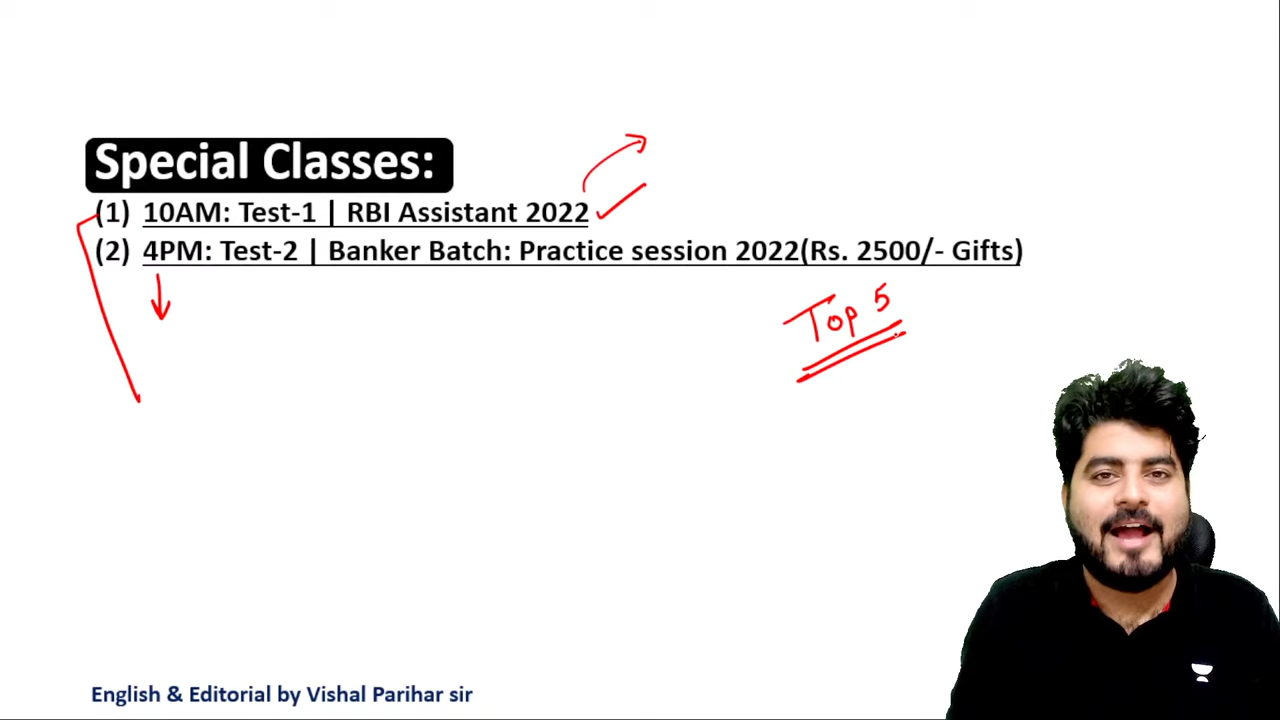 Special Classes:
(1) 10AM: Test-1 | RBI Assistant 2022
(2) 4PM: Test-2 | Banker Batch: Practice session 2022(Rs. 2500/- Gifts)
Top 5
English & Editorial by Vishal Parihar sir